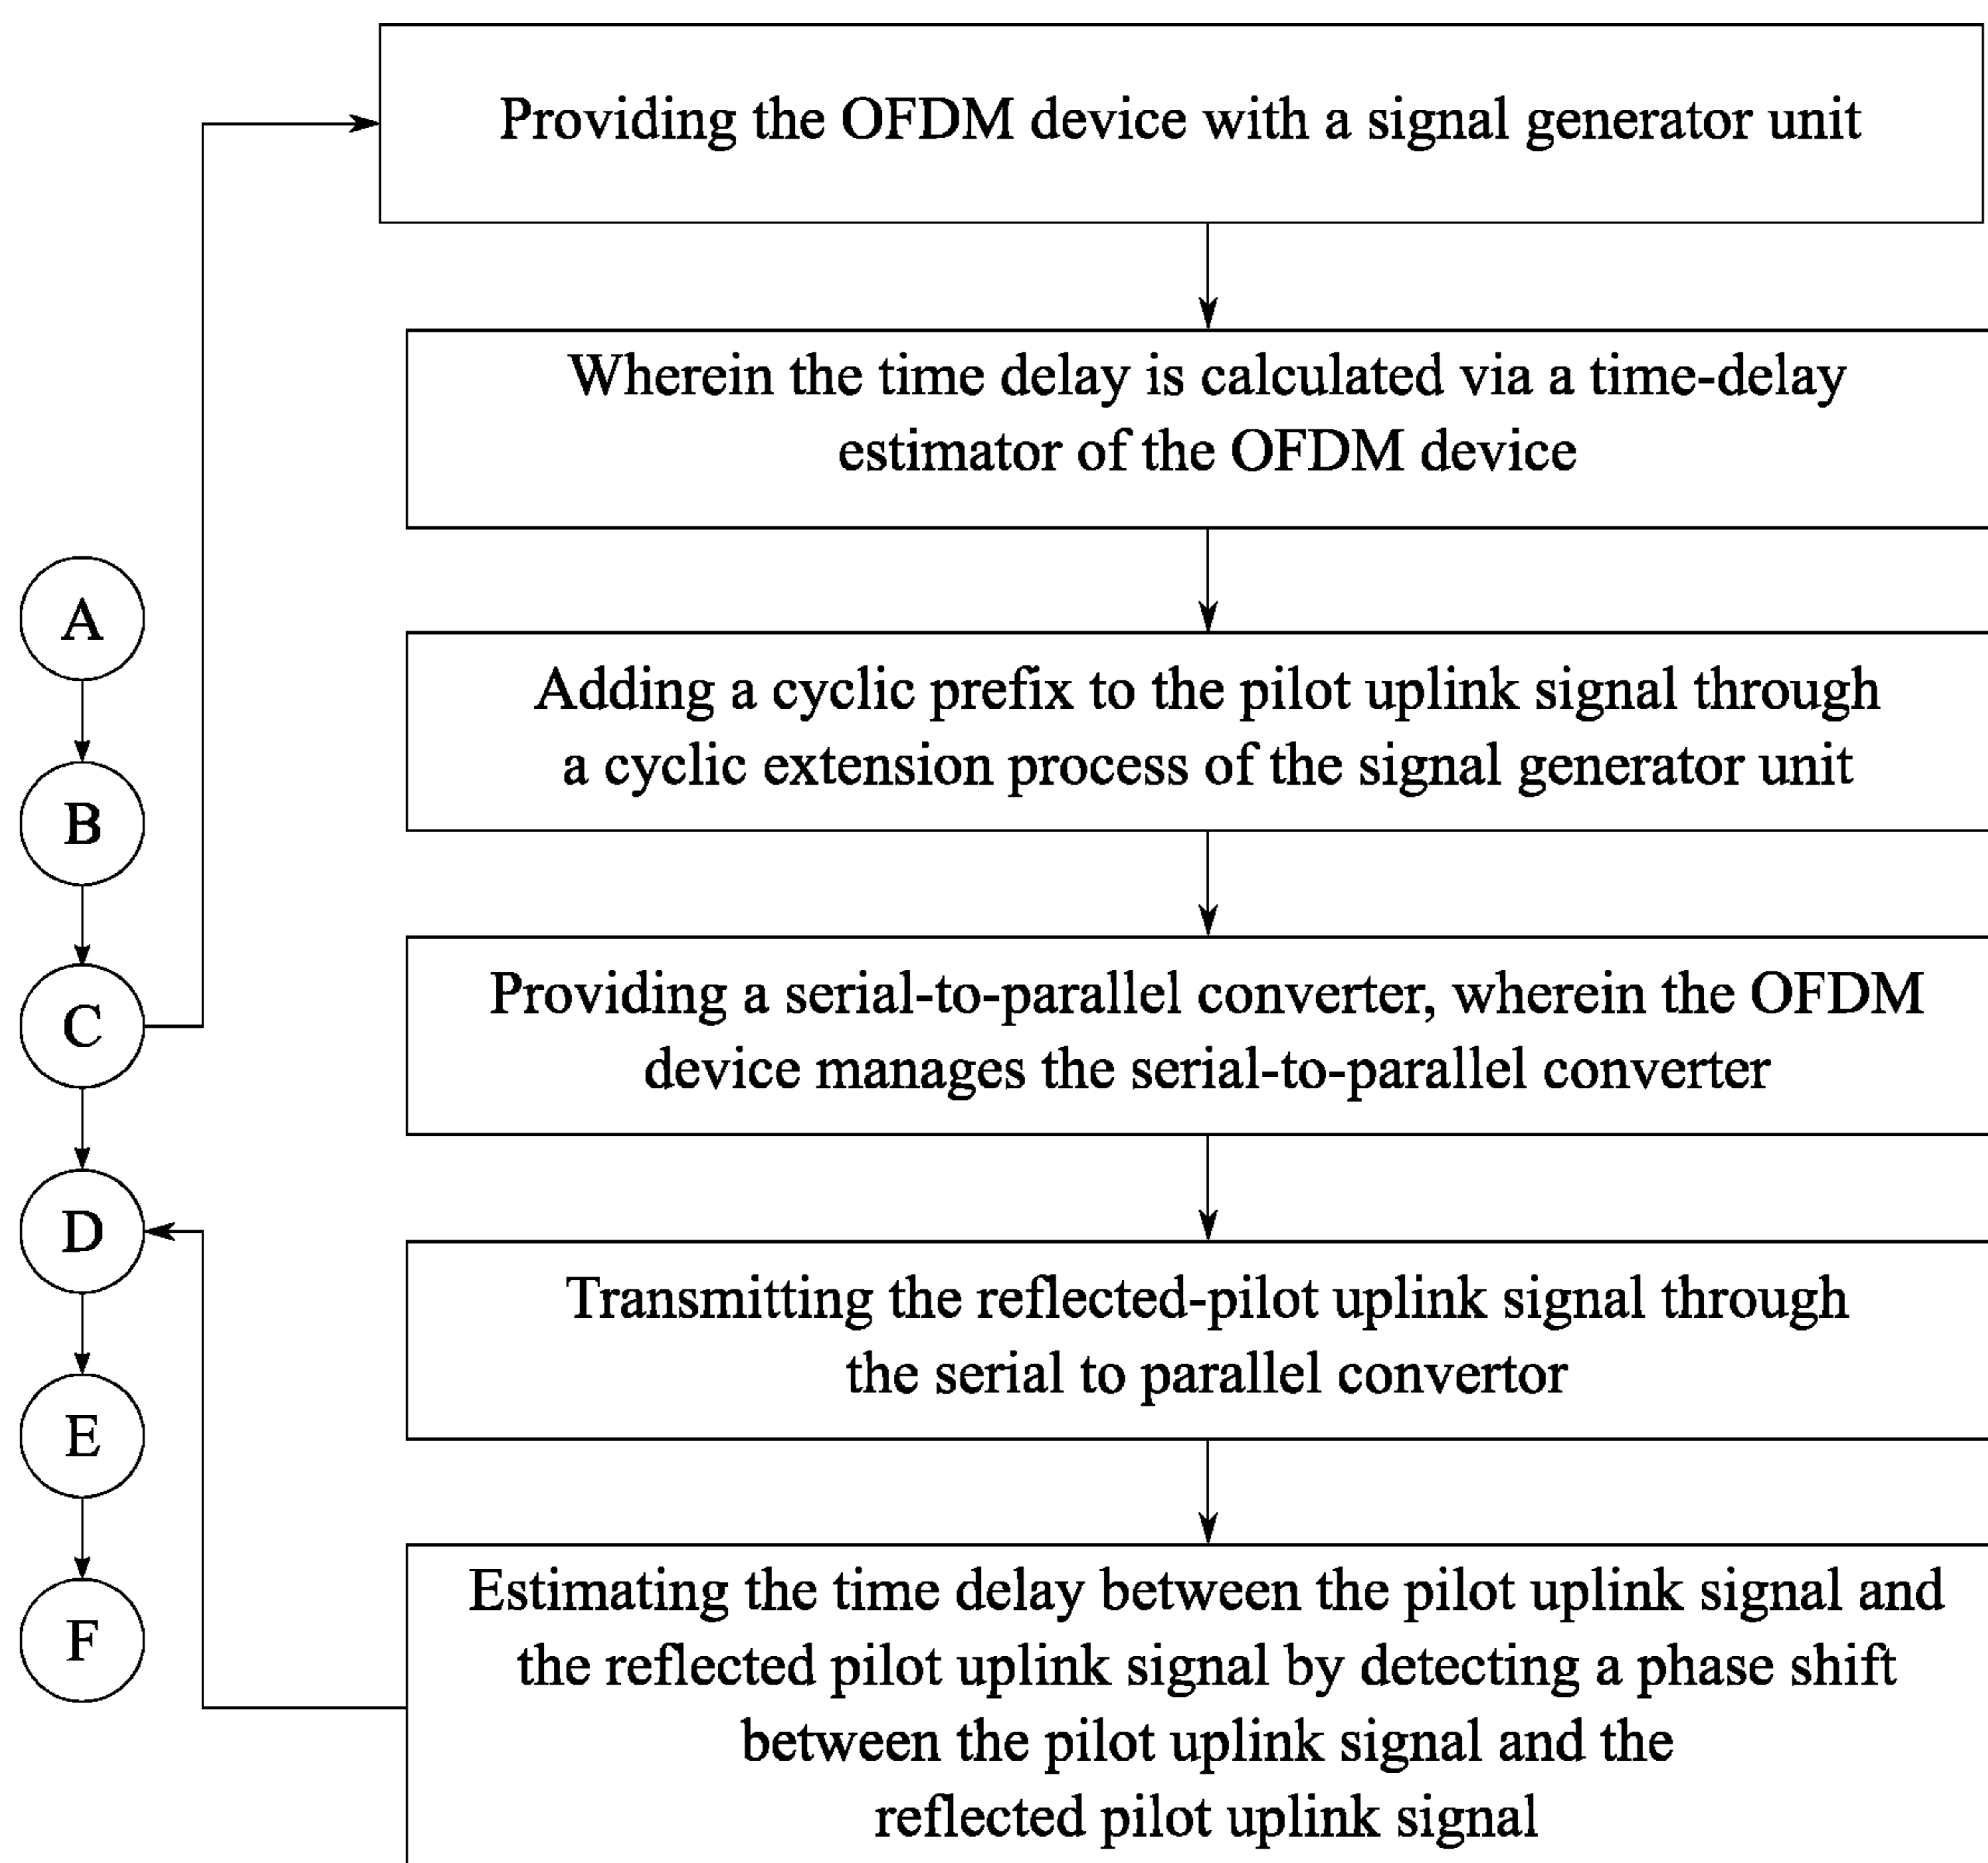 Providing the OFDM device with a signal generator unit
Wherein the time delay is calculated via a time-delay
estimator of the OFDM device
Adding a cyclic prefix to the pilot uplink signal through
a cyclic extension process of the signal generator unit
Providing a serial-to-parallel converter, wherein the OFDM
device manages the serial-to-parallel converter
Transmitting the reflected-pilot uplink signal through
the serial to parallel convertor
Estimating the time delay between the pilot uplink signal and
the reflected pilot uplink signal by detecting a phase shift
between the pilot uplink signal and the
reflected pilot uplink signal
A
B
C
D
E
F